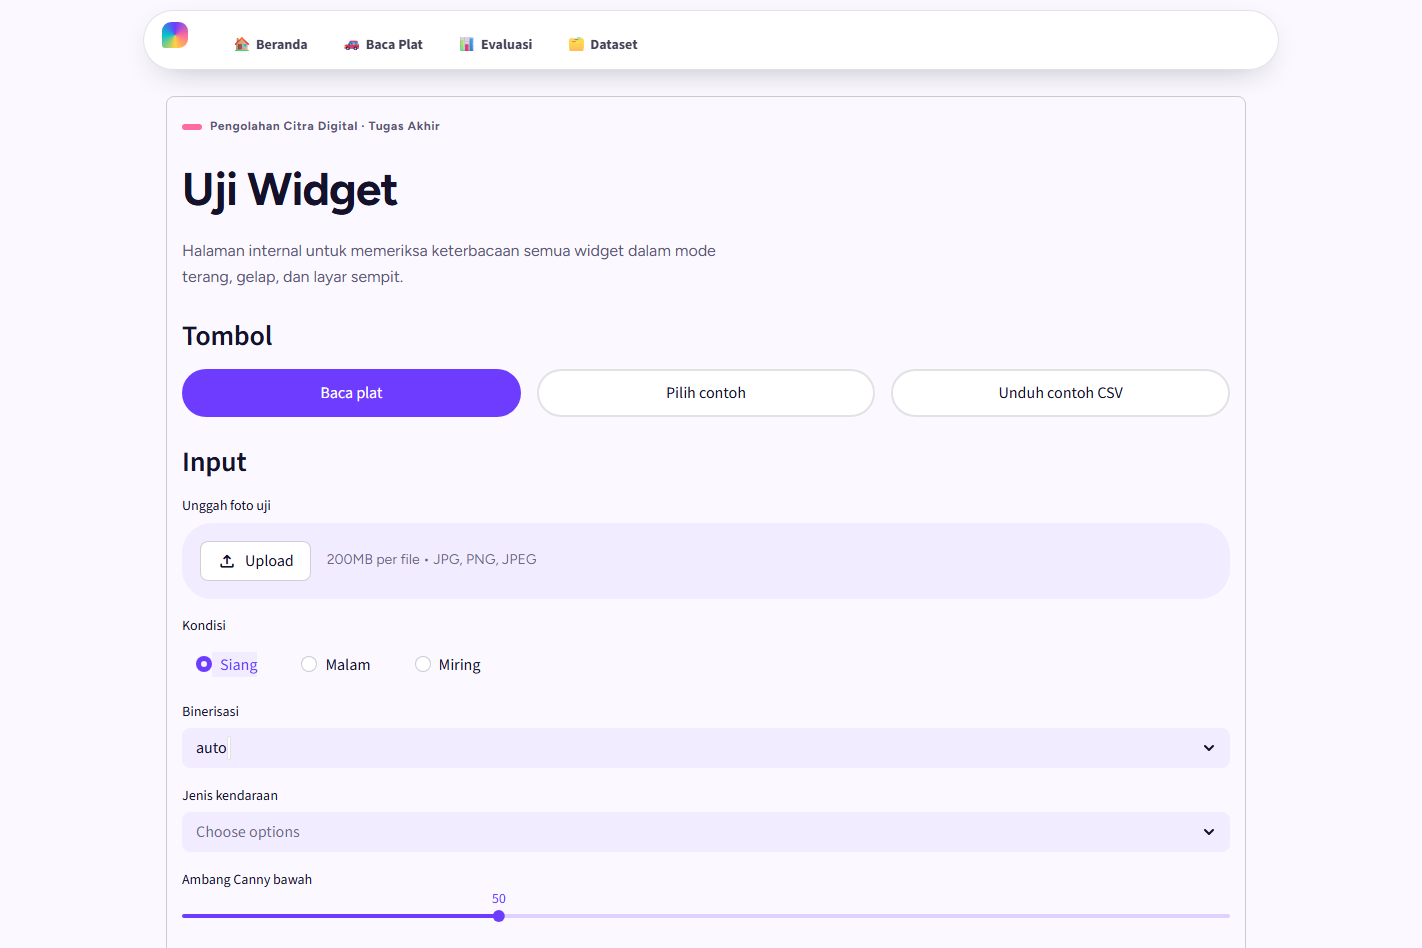 Beranda
Baca Plat
Evaluasi
Dataset
Pengolahan Citra Digital · Tugas Akhir
Uji Widget
Halaman internal untuk memeriksa keterbacaan semua widget dalam mode
terang, gelap, dan layar sempit.
Tombol
Baca plat
Pilih contoh
Unduh contoh CSV
Input
Unggah foto uji
Upload
200MB per file • JPG, PNG, JPEG
Kondisi
Siang
Malam
Miring
Binerisasi
auto
Jenis kendaraan
Choose options
Ambang Canny bawah
50